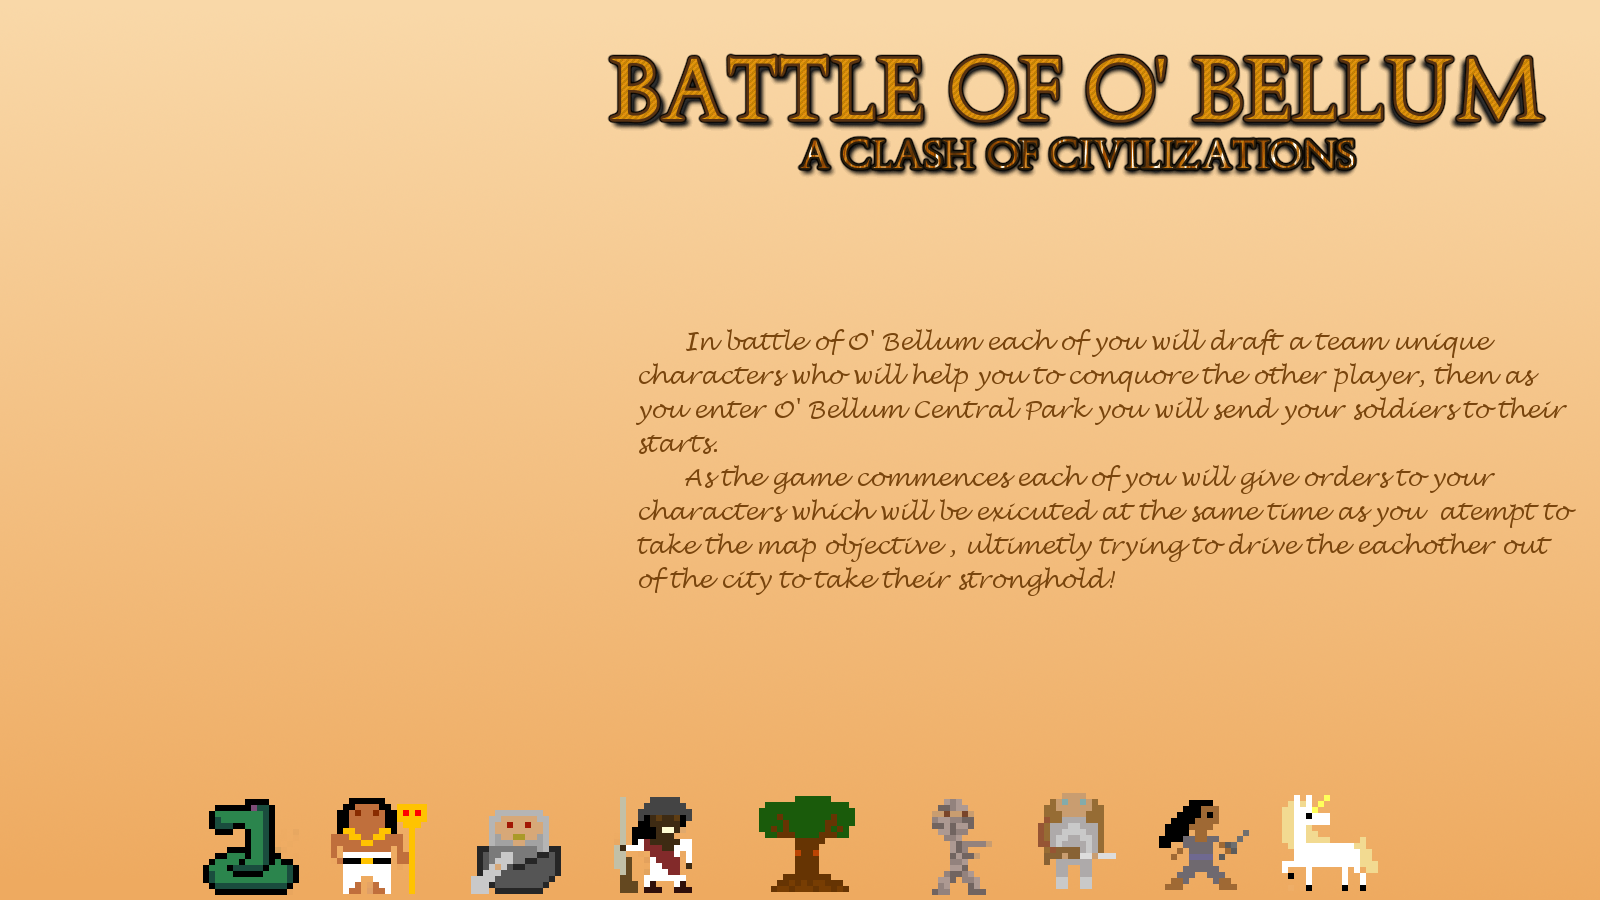 BATTLE OF O' BELLUM
A CLASH OF CIVILIZATIONS
In battle of O' Bellum each of you will draft a team unique
characters who will help you to conquore the other player, then as
you enter O' Bellum Central Park you will send your soldiers to their
starts.
As the game commences each of you will give orders to your
characters which will be exicuted at the same time as you atempt to
take the map objective , ultimetly trying to drive the eachother out
of the city to take their stronghold!